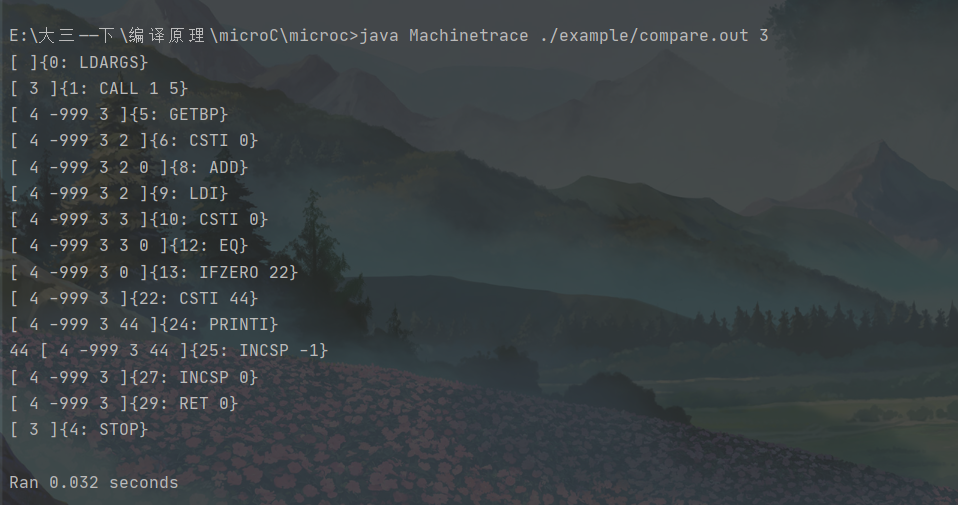 E:\大三——下\编译原理\microC\microc>java Machinetrace ./example/compare.out 3
[ ]{0: LDARGS}
[ 3 ]{1: CALL 1 5}
[ 4 -999 3 ]{5: GETBP}
[ 4 -999 3 2 ]{6: CSTI 0}
[ 4 -999 3 2 0 ]{8: ADD}
[ 4 -999 3 2 ]{9: LDI}
[ 4 -999 3 3 ]{10: CSTI 0}
[ 4 -999 3 3 0 ]{12: EQ}
[ 4 -999 3 0 ]{13: IFZERO 22}
[ 4 -999 3 ]{22: CSTI 44}
[ 4 -999 3 44 ]{24: PRINTI}
44 [ 4 -999 3 44 ]{25: INCSP -1}
[ 4 -999 3 ]{27: INCSP 0}
[ 4 -999 3 ]{29: RET 0}
[ 3 ]{4: STOP}
Ran 0.032 seconds